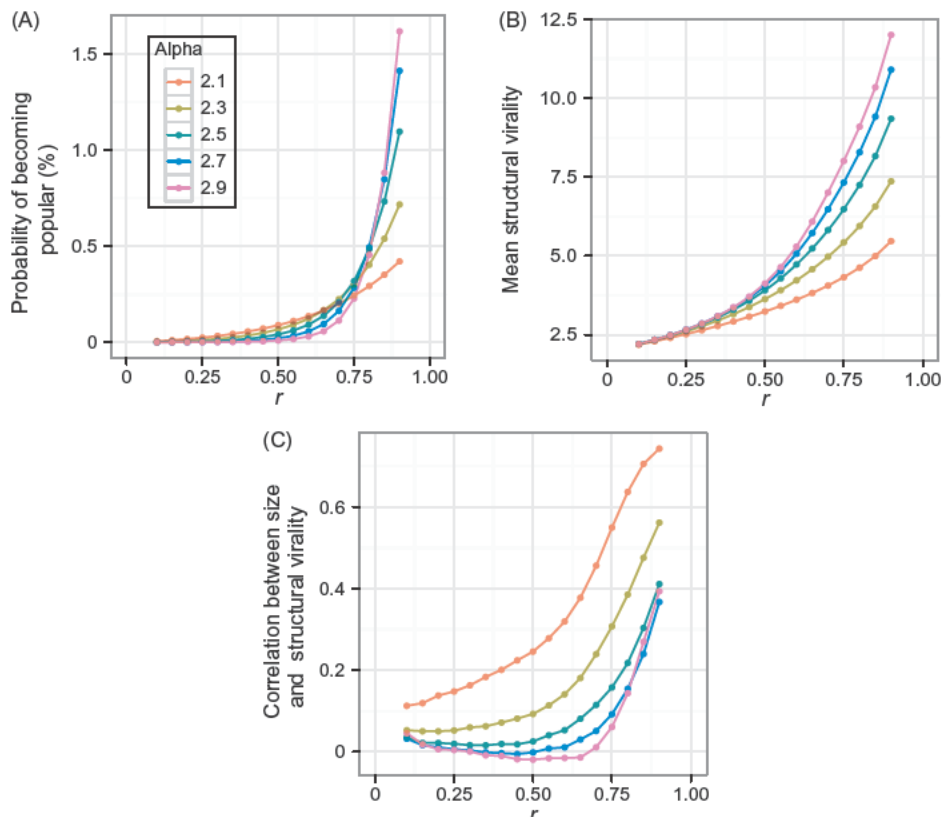 (A)
Probability of becoming
popular (%)
1.5
1.0
0.5
0
Alpha
2.1
2.3
2.5
2.7
2.9
0
0.25
0.50
0.75
1.00
r
(B)
Mean structural virality
12.5
10.0
7.5
5.0
2.5
0
0.25
0.50
0.75
1.00
r
(C)
Correlation between size
and structural virality
0.6
0.4
0.2
0
0
0.25
0.50
0.75
1.00
r